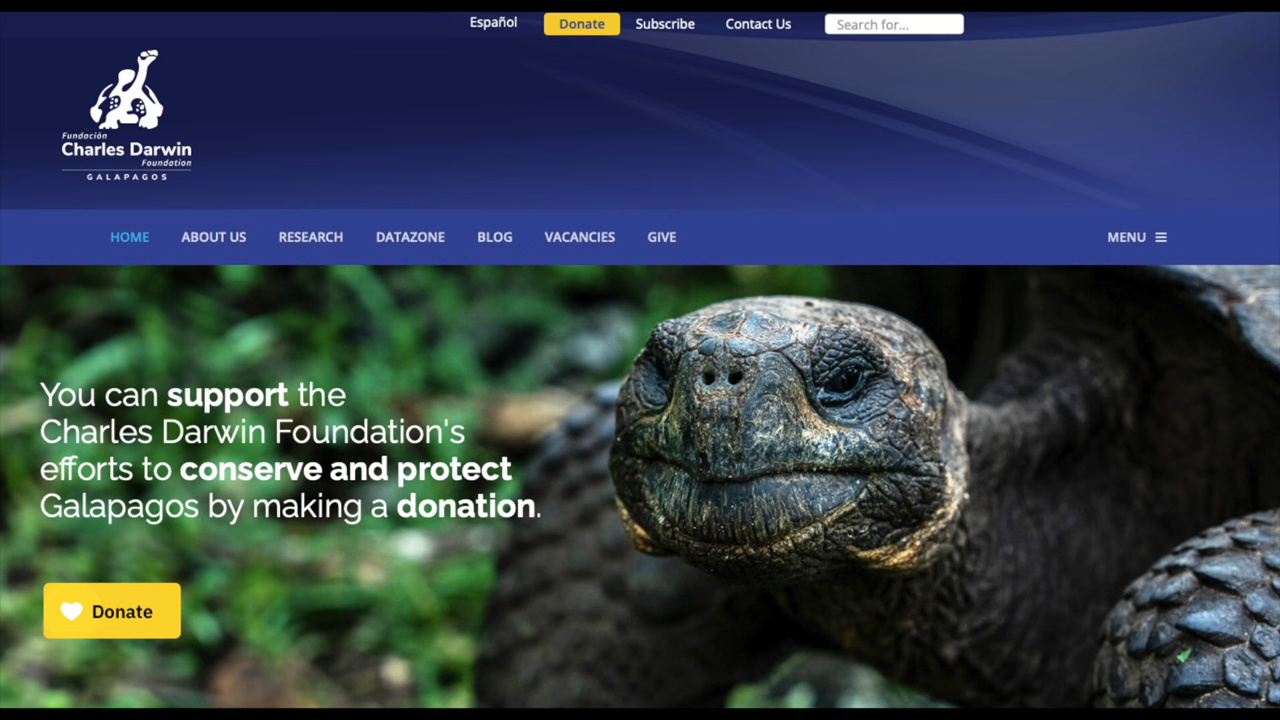 Español
Donate
Subscribe
Contact Us
Search for...
Fundación
Charles Darwin
Foundation
GALAPAGOS
HOME
ABOUT US
RESEARCH
DATAZONE
BLOG
VACANCIES
GIVE
MENU
You can support the
Charles Darwin Foundation's
efforts to conserve and protect
Galapagos by making a donation.
Donate